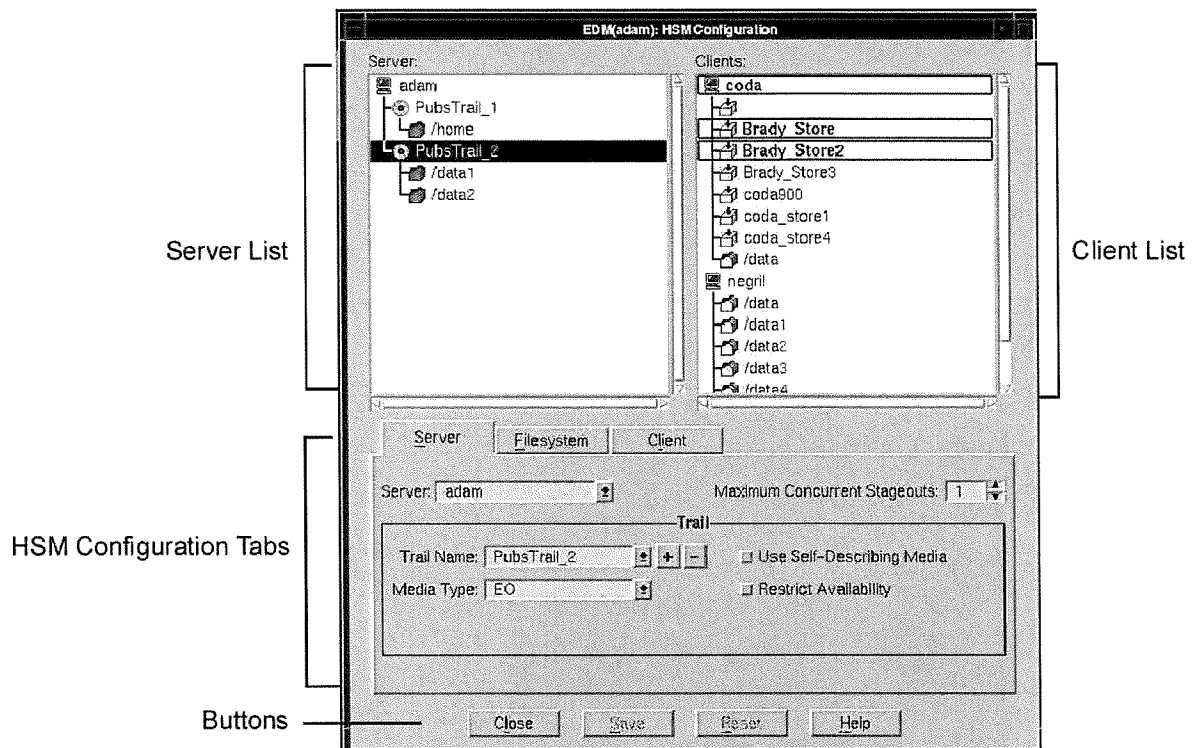 EDM(adam): HSM Configuration
Server:
adam
PubsTrail_1
/home
PubsTrail_2
/data1
/data2
Clients:
coda
Brady_Store
Brady_Store2
Brady_Store3
coda900
coda_store1
coda_store4
/data
negril
/data
/data1
/data2
/data3
/data4
Server List
Client List
HSM Configuration Tabs
Server Filesystem Client
Server: adam Maximum Concurrent Stageouts: 1
Trail
Trail Name: PubsTrail_2 + - Use Self-Describing Media
Media Type: EO Restrict Availability
Buttons
Close Save Reset Help